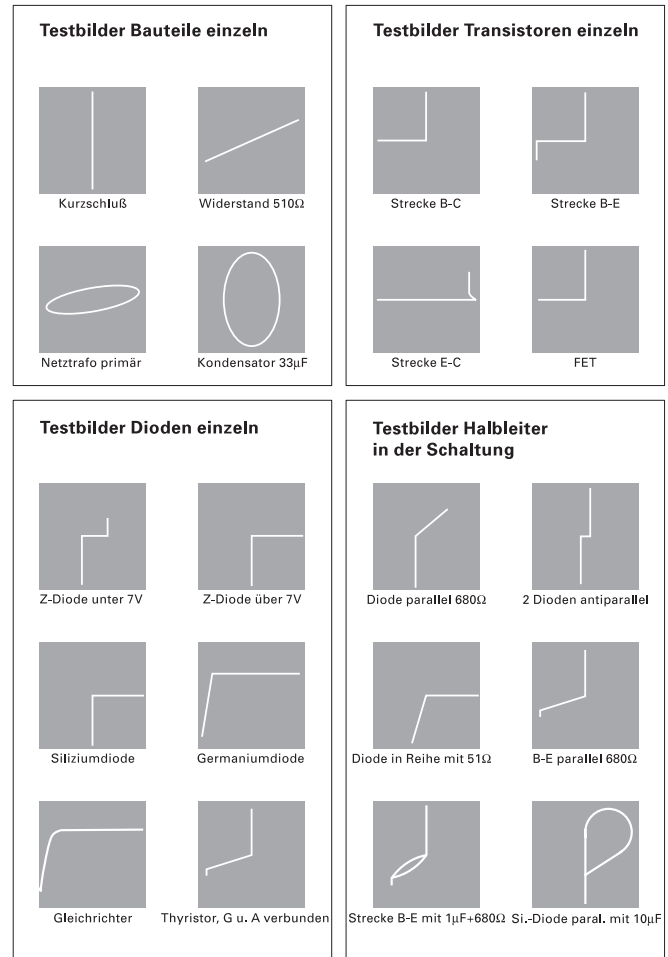 Testbilder Bauteile einzeln
Kurzschluß
Widerstand 510Ω
Netztrafo primär
Kondensator 33µF
Testbilder Transistoren einzeln
Strecke B-C
Strecke B-E
Strecke E-C
FET
Testbilder Dioden einzeln
Z-Diode unter 7V
Z-Diode über 7V
Siliziumdiode
Germaniumdiode
Gleichrichter
Thyristor, G u. A verbunden
Testbilder Halbleiter
in der Schaltung
Diode parallel 680Ω
2 Dioden antiparallel
Diode in Reihe mit 51Ω
B-E parallel 680Ω
Strecke B-E mit 1µF+680Ω
Si.-Diode paral. mit 10µF